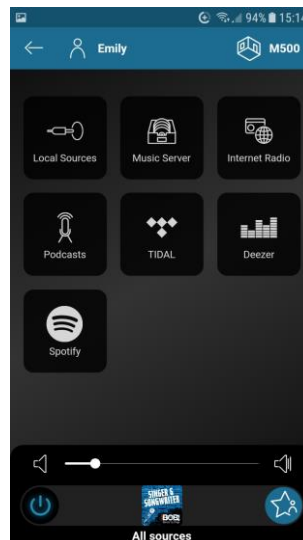 94% 15:14
Emily
M500
Local Sources
Music Server
Internet Radio
Podcasts
TIDAL
Deezer
Spotify
SINGER &
SONGWRITER
BOB!
All sources